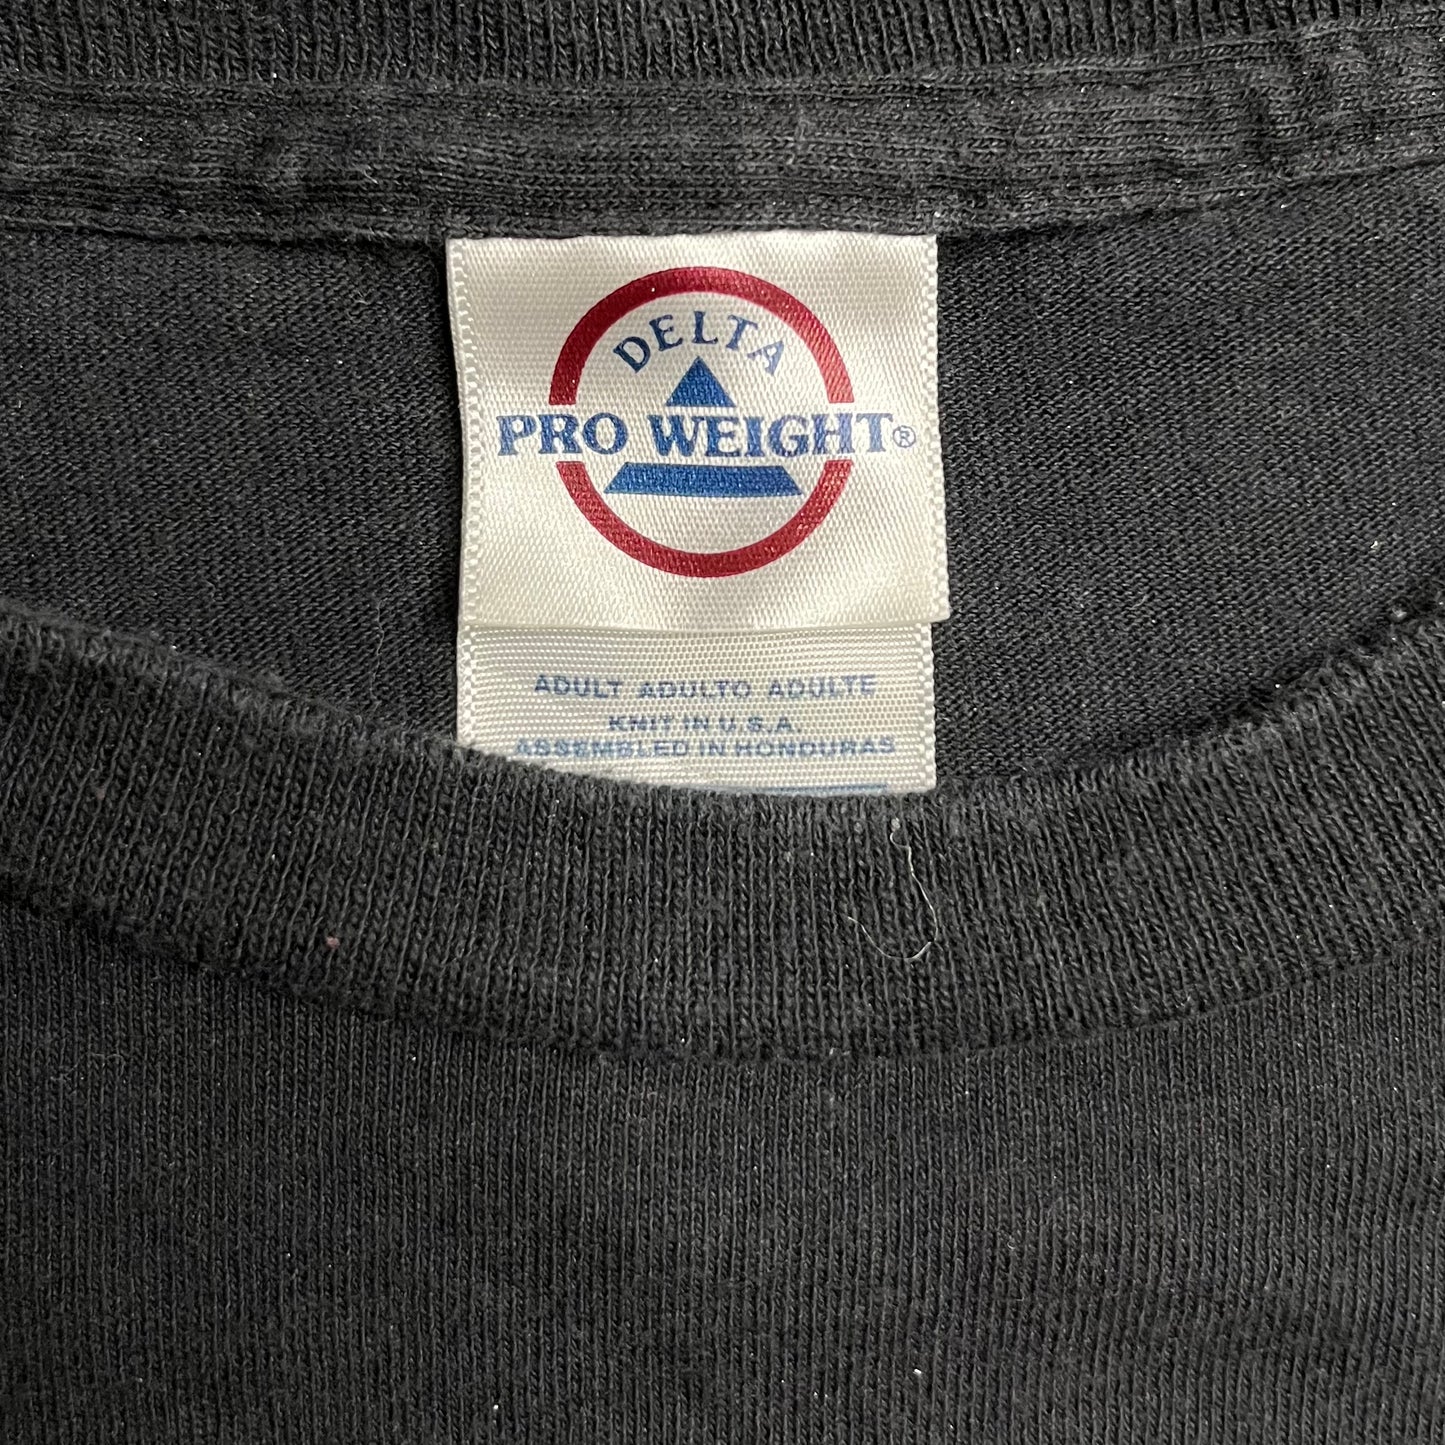 DELTA
PRO WEIGHT®
ADULT ADULTO ADULTE
KNIT IN U.S.A.
ASSEMBLED IN HONDURAS